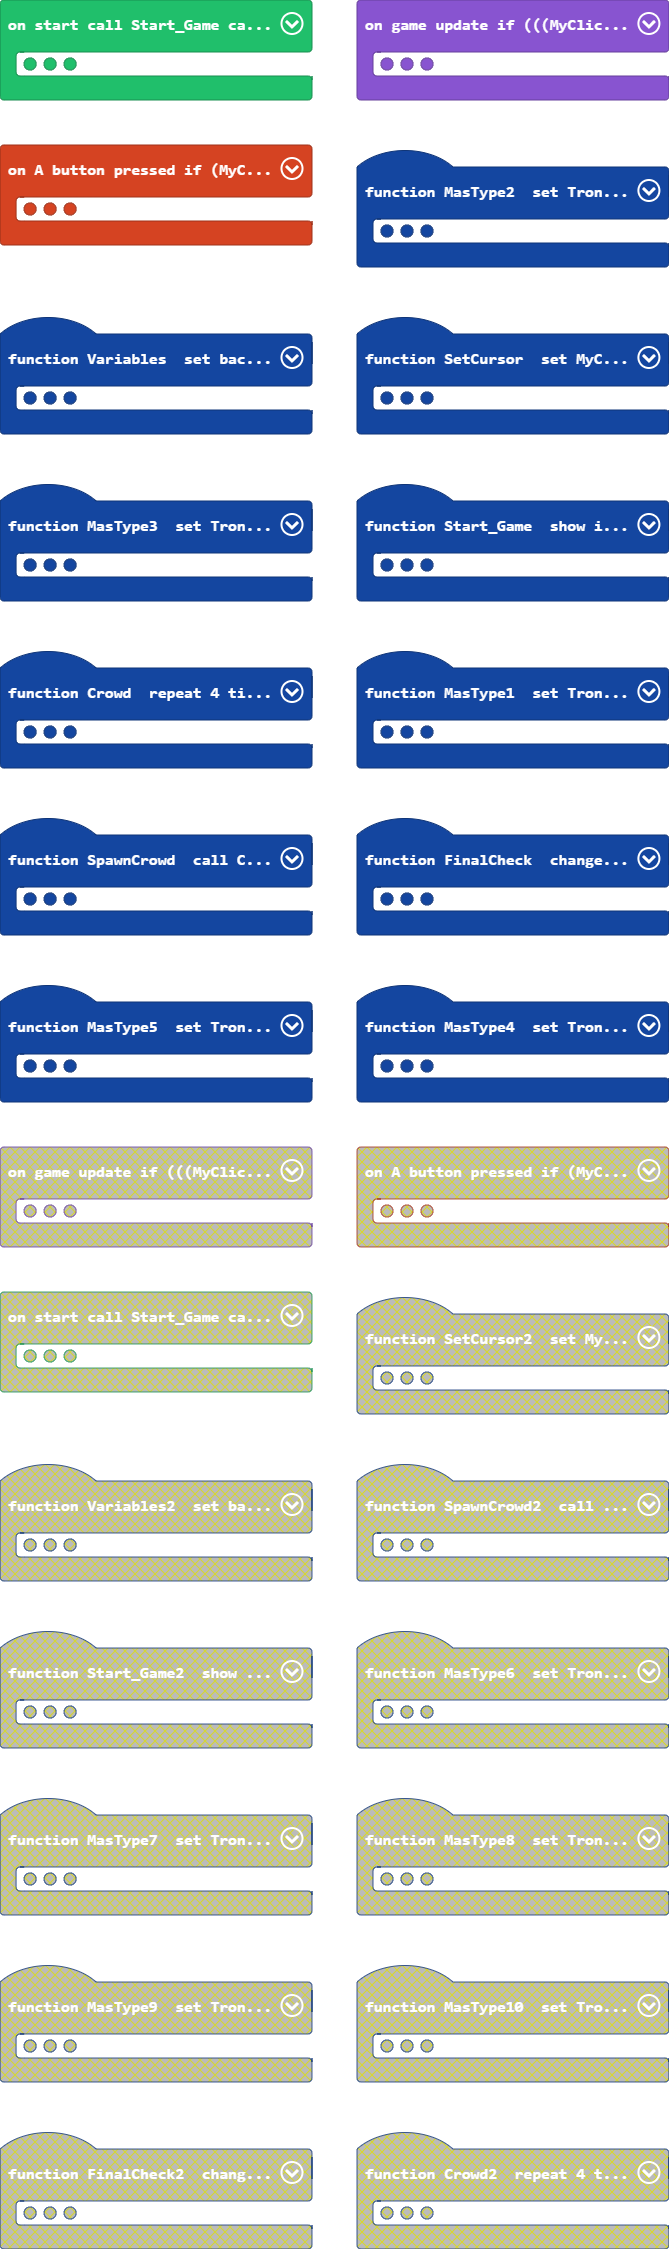 on start call Start_Game ca...
on game update if (((MyClic...
on A button pressed if (MyC...
function MasType2 set Tron...
function Variables set bac...
function SetCursor set MyC...
function MasType3 set Tron...
function Start_Game show i...
function Crowd repeat 4 ti...
function MasType1 set Tron...
function SpawnCrowd call C...
function FinalCheck change...
function MasType5 set Tron...
function MasType4 set Tron...
on game update if (((MyClic...
on A button pressed if (MyC...
on start call Start_Game ca...
function SetCursor2 set My...
function Variables2 set ba...
function SpawnCrowd2 call ...
function Start_Game2 show ...
function MasType6 set Tron...
function MasType7 set Tron...
function MasType8 set Tron...
function MasType9 set Tron...
function MasType10 set Tro...
function FinalCheck2 chang...
function Crowd2 repeat 4 t...